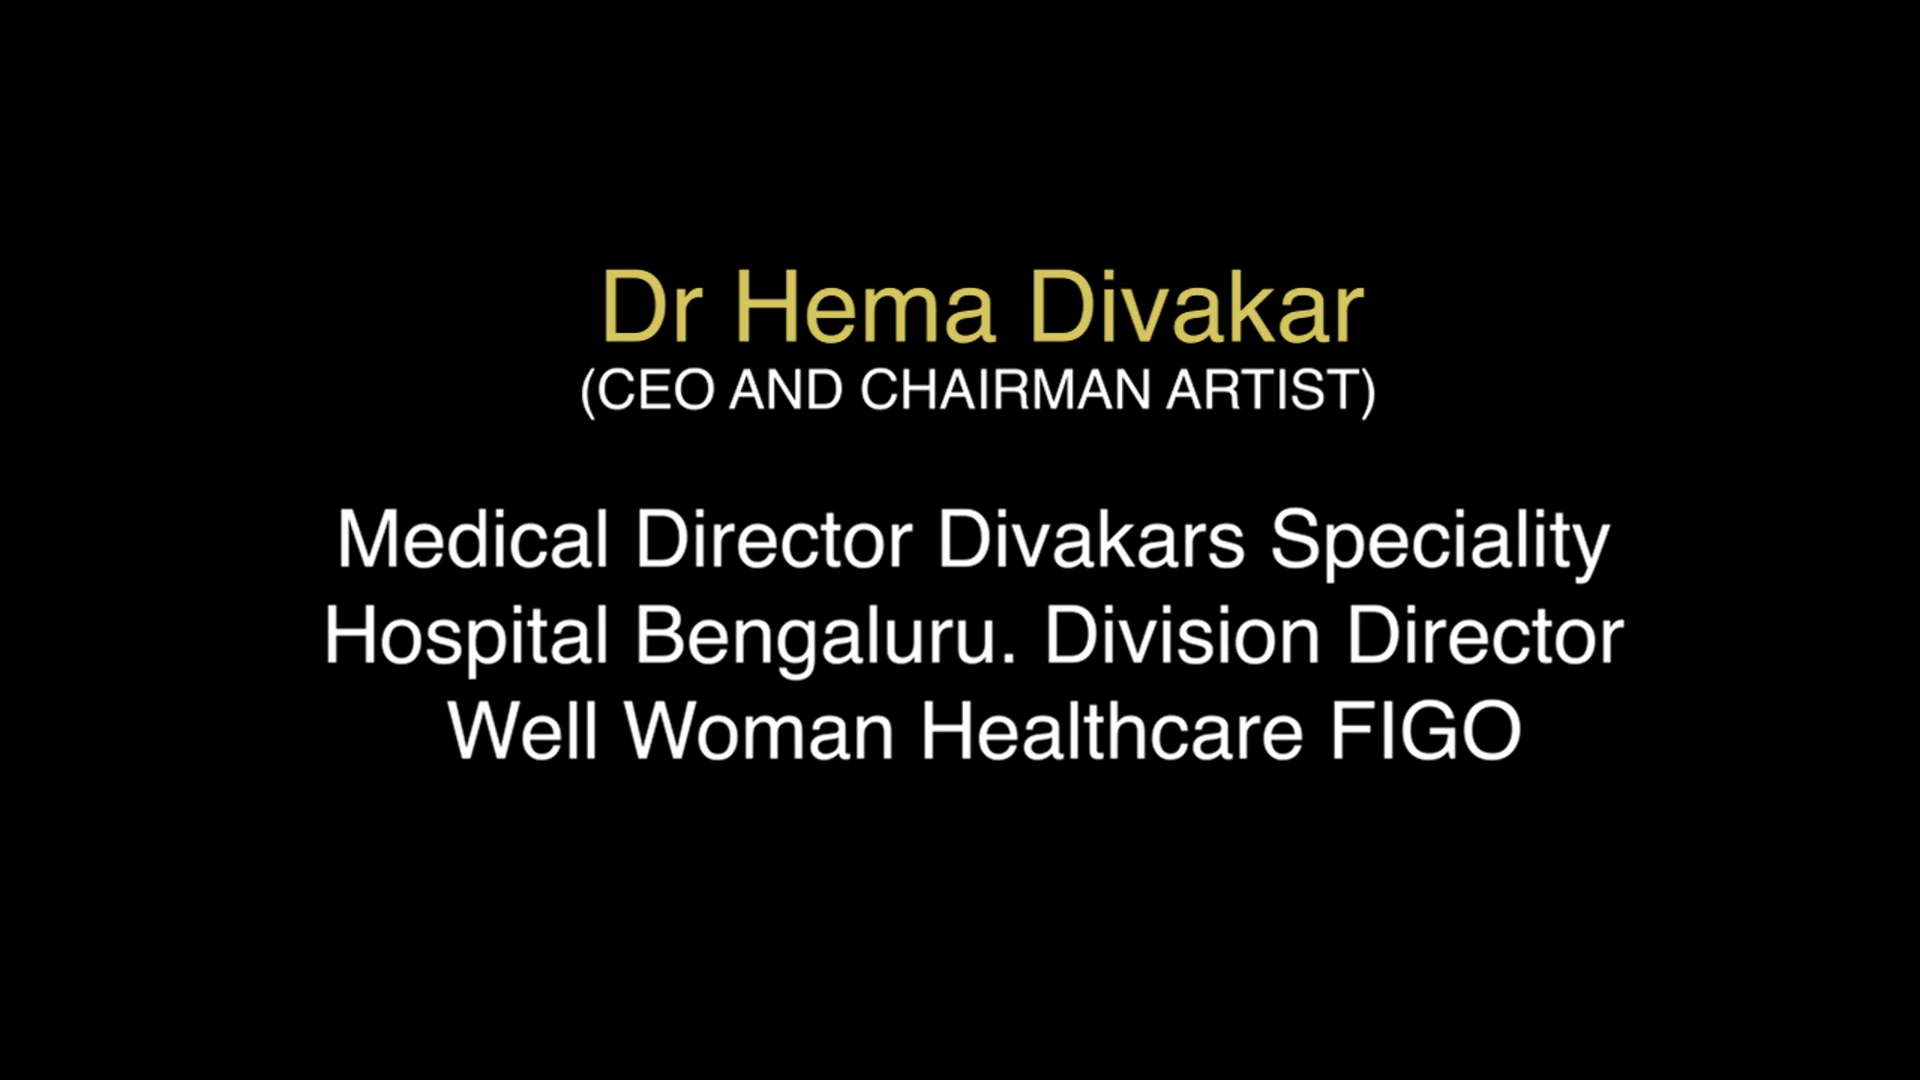 Dr Hema Divakar
(CEO AND CHAIRMAN ARTIST)
Medical Director Divakars Speciality
Hospital Bengaluru. Division Director
Well Woman Healthcare FIGO